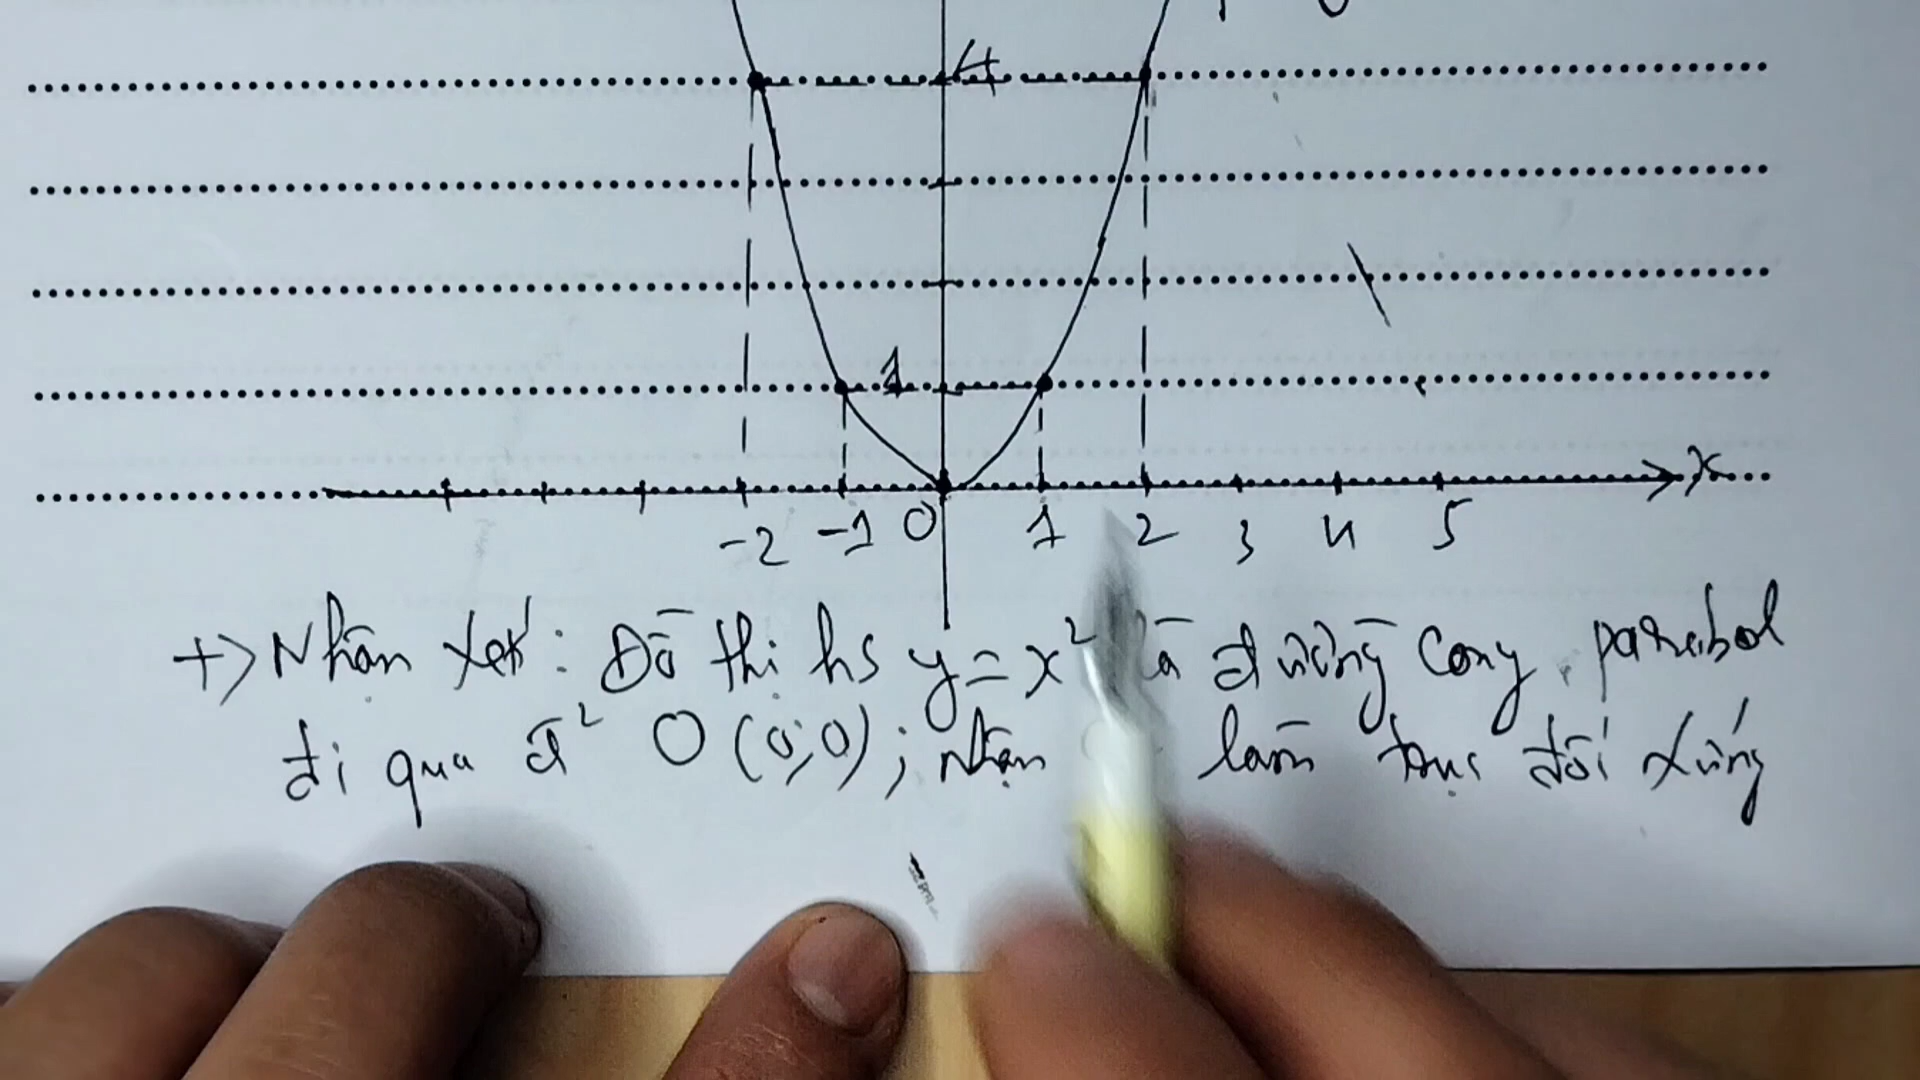 4
1
x
-2 -1 0 1 2 3 4 5
+> Nhận xét: Đồ thị hs y = x² là đường cong parabol
đi qua O (0;0); nhận làm trục đối xứng